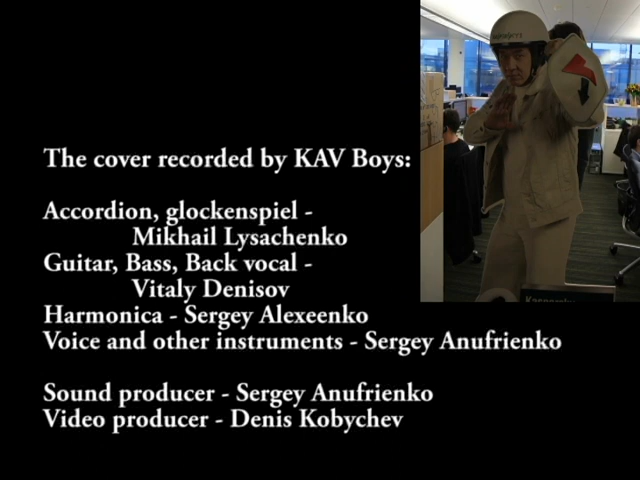 The cover recorded by KAV Boys:
Accordion, glockenspiel -
Mikhail Lysachenko
Guitar, Bass, Back vocal -
Vitaly Denisov
Harmonica - Sergey Alexeenko
Voice and other instruments - Sergey Anufrienko
Sound producer - Sergey Anufrienko
Video producer - Denis Kobychev